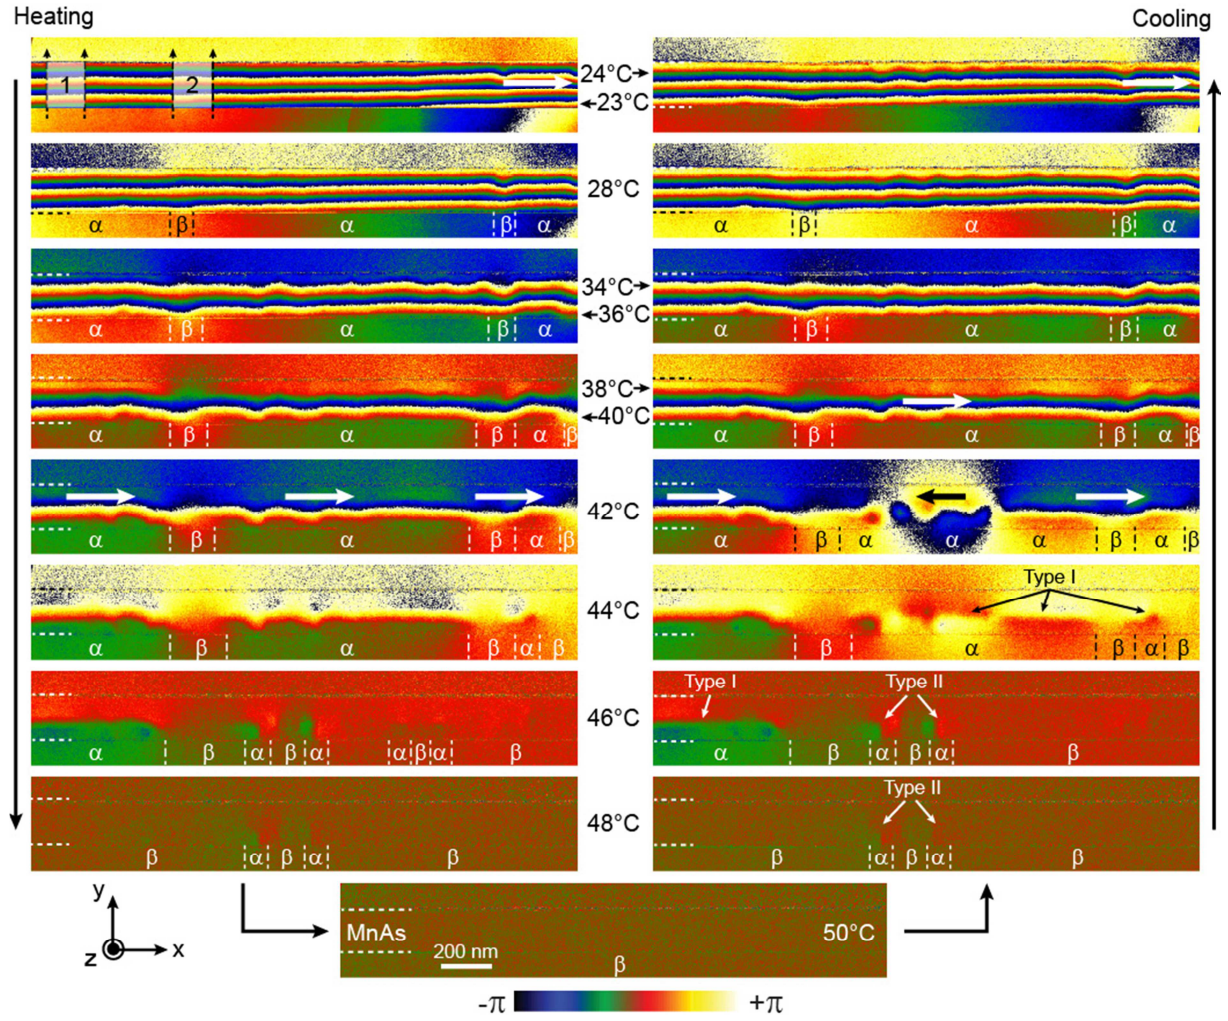 Heating
Cooling
1
2
24°C
23°C
28°C
α β α β α
α β α β α
34°C
36°C
α β α β α
α β α β α
38°C
40°C
α β α β α β
α β α β α β
42°C
α β α β α β
α β α α α β α β
Type I
44°C
α β α β α β
β α β α β
Type I
Type II
46°C
α β α β α α β α β
α β α β α β
Type II
48°C
β α β α β
β α β α β
y
z
x
MnAs
50°C
200 nm
β
-π
+π